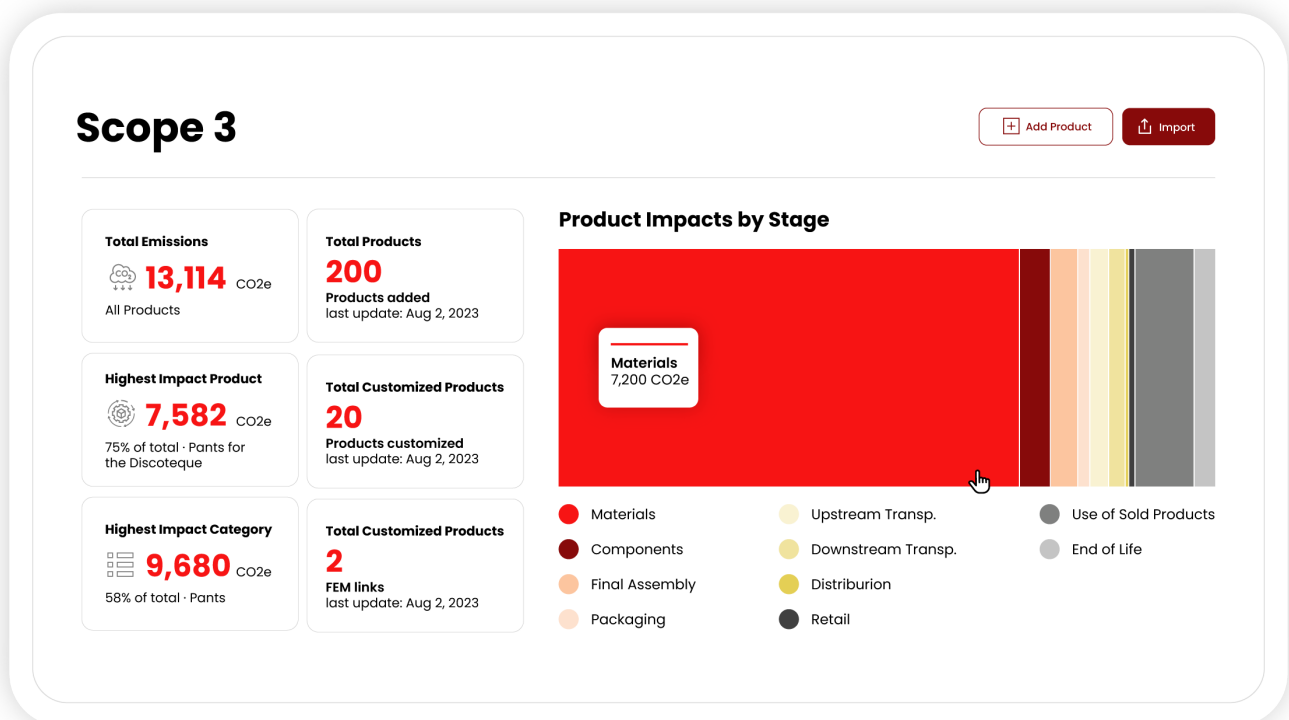 Scope 3
Add Product
Import
Total Emissions
CO2
13,114 CO2e
All Products
Total Products
200
Products added
last update: Aug 2, 2023
Highest Impact Product
7,582 CO2e
75% of total · Pants for
the Discoteque
Total Customized Products
20
Products customized
last update: Aug 2, 2023
Highest Impact Category
9,680 CO2e
58% of total · Pants
Total Customized Products
2
FEM links
last update: Aug 2, 2023
Product Impacts by Stage
Materials
7,200 CO2e
Materials
Components
Final Assembly
Packaging
Upstream Transp.
Downstream Transp.
Distriburion
Retail
Use of Sold Products
End of Life